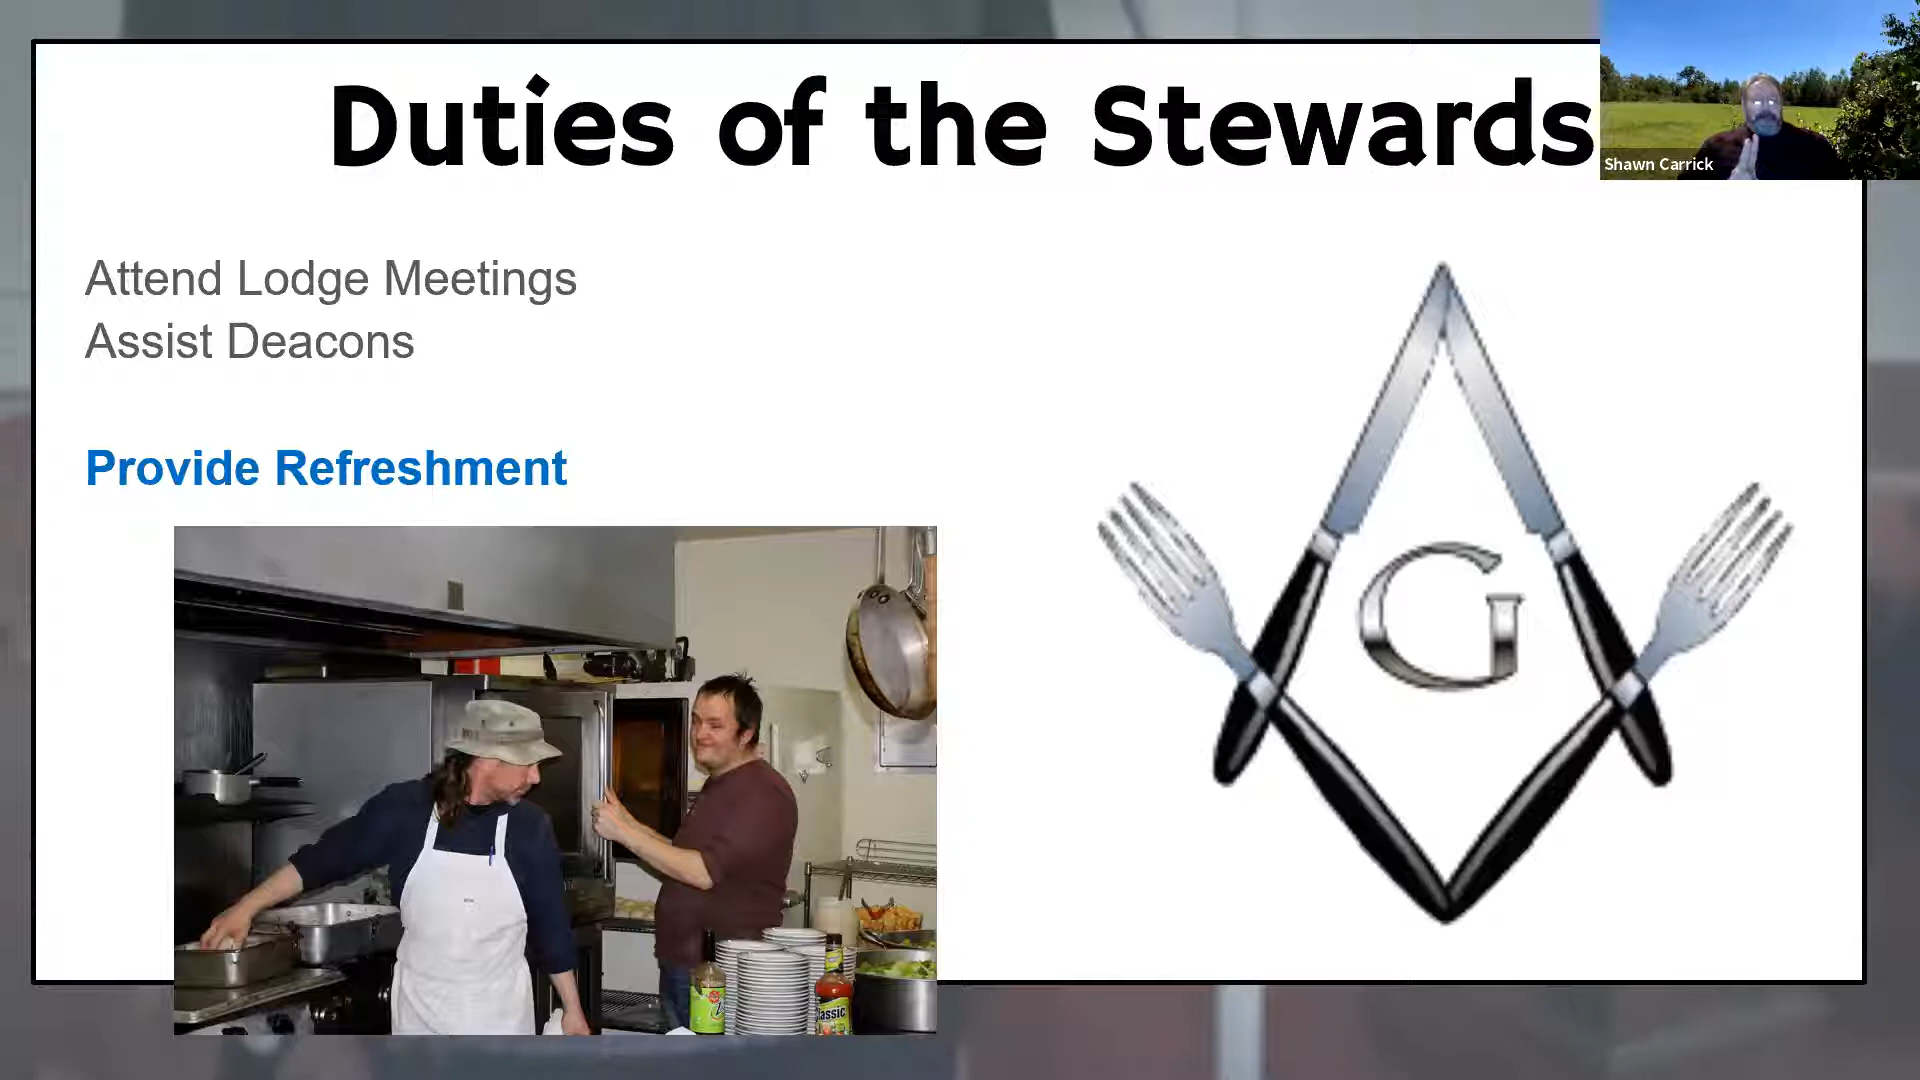 Duties of the Stewards
Shawn Carrick
Attend Lodge Meetings
Assist Deacons
Provide Refreshment
G